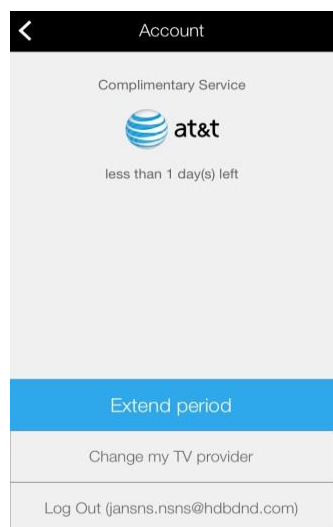 Account
Complimentary Service
at&t
less than 1 day(s) left
Extend period
Change my TV provider
Log Out (jansns.nsns@hdbdnd.com)